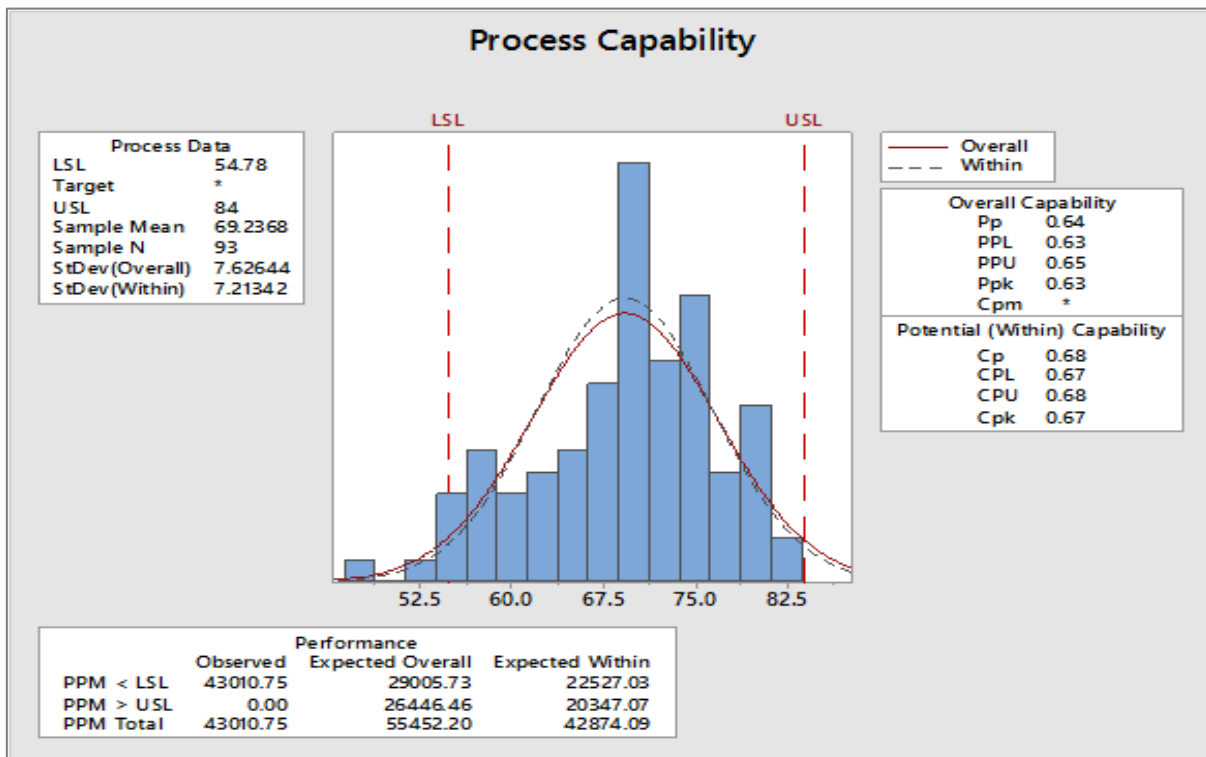 Process Capability
LSL USL
Process Data
LSL 54.78
Target *
USL 84
Sample Mean 69.2368
Sample N 93
StDev(Overall) 7.62644
StDev(Within) 7.21342
Overall
Within
Overall Capability
Pp 0.64
PPL 0.63
PPU 0.65
Ppk 0.63
Cpm *
Potential (Within) Capability
Cp 0.68
CPL 0.67
CPU 0.68
Cpk 0.67
52.5 60.0 67.5 75.0 82.5
Performance
Observed Expected Overall Expected Within
PPM < LSL 43010.75 29005.73 22527.03
PPM > USL 0.00 26446.46 20347.07
PPM Total 43010.75 55452.20 42874.09